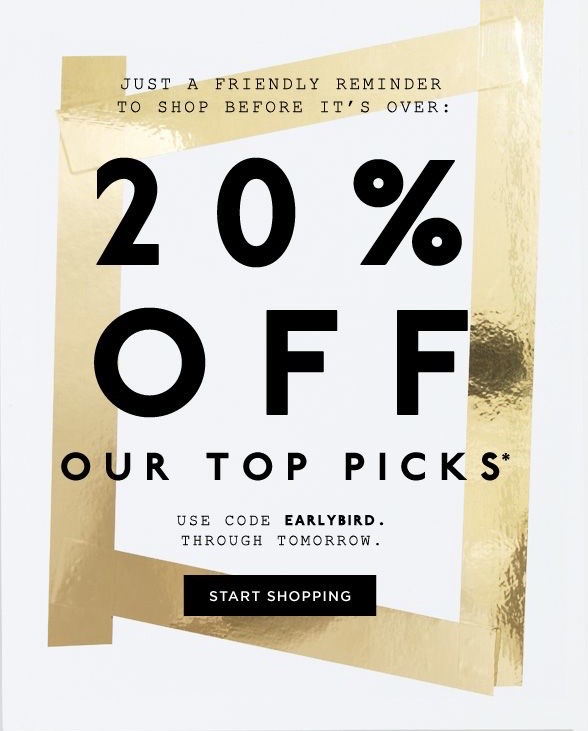 JUST A FRIENDLY REMINDER
TO SHOP BEFORE IT'S OVER:
20%
OFF
OUR TOP PICKS*
USE CODE EARLYBIRD.
THROUGH TOMORROW.
START SHOPPING